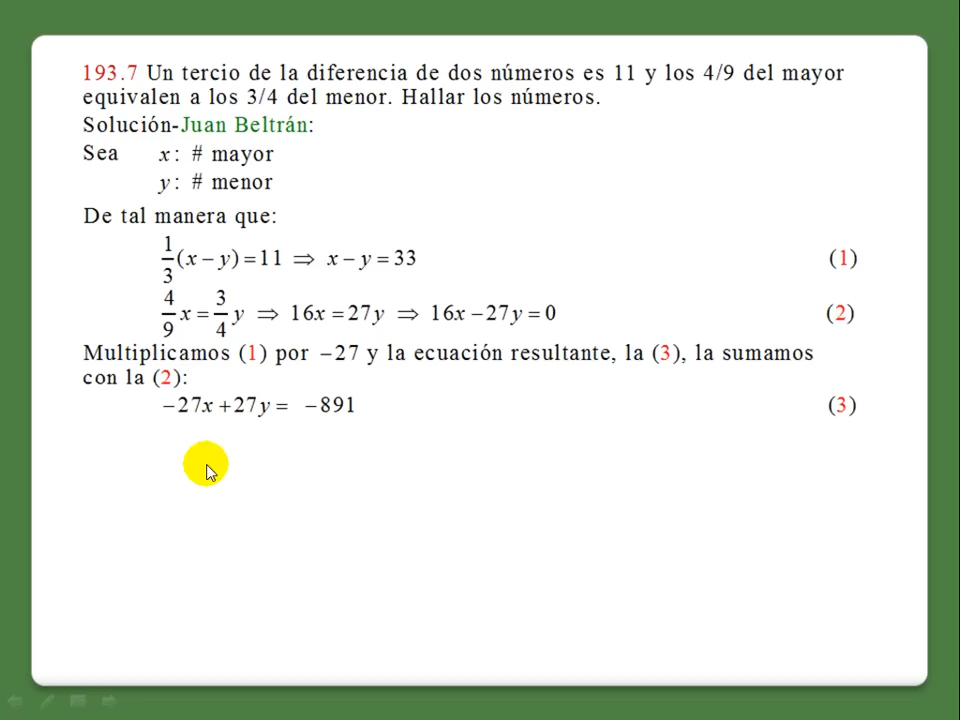 193.7 Un tercio de la diferencia de dos números es 11 y los 4/9 del mayor
equivalen a los 3/4 del menor. Hallar los números.
Solución-Juan Beltrán:
Sea x: # mayor
y: # menor
De tal manera que:
1/3(x − y) = 11 ⇒ x − y = 33 (1)
4/9 x = 3/4 y ⇒ 16x = 27y ⇒ 16x − 27y = 0 (2)
Multiplicamos (1) por −27 y la ecuación resultante, la (3), la sumamos
con la (2):
−27x + 27y = −891 (3)